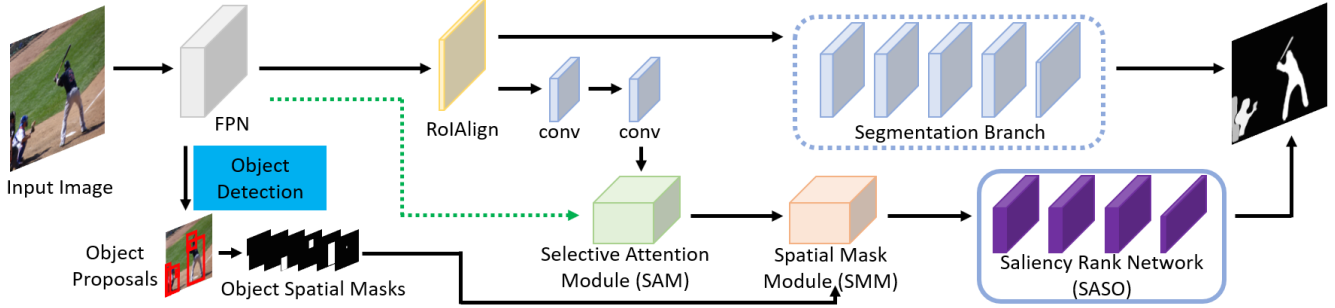 Input Image
FPN
Object
Detection
Object
Proposals
Object Spatial Masks
RoIAlign
conv
conv
Segmentation Branch
Selective Attention
Module (SAM)
Spatial Mask
Module (SMM)
Saliency Rank Network
(SASO)